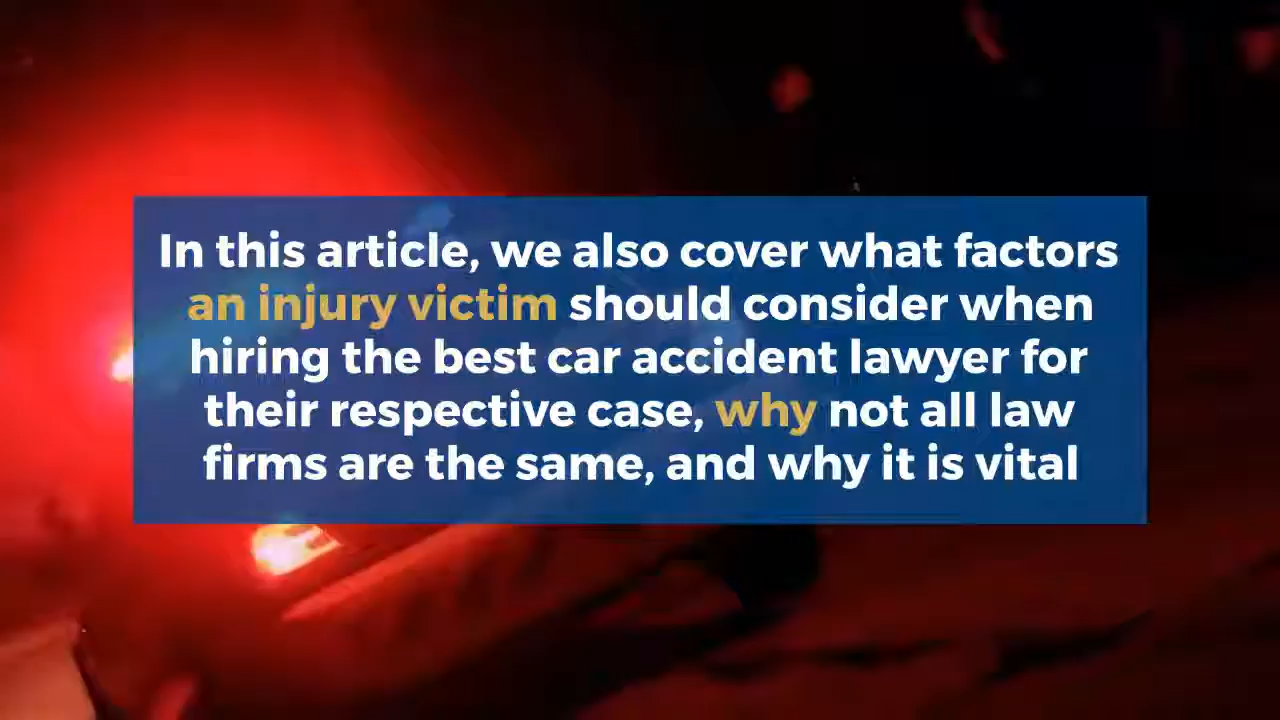 In this article, we also cover what factors
an injury victim should consider when
hiring the best car accident lawyer for
their respective case, why not all law
firms are the same, and why it is vital